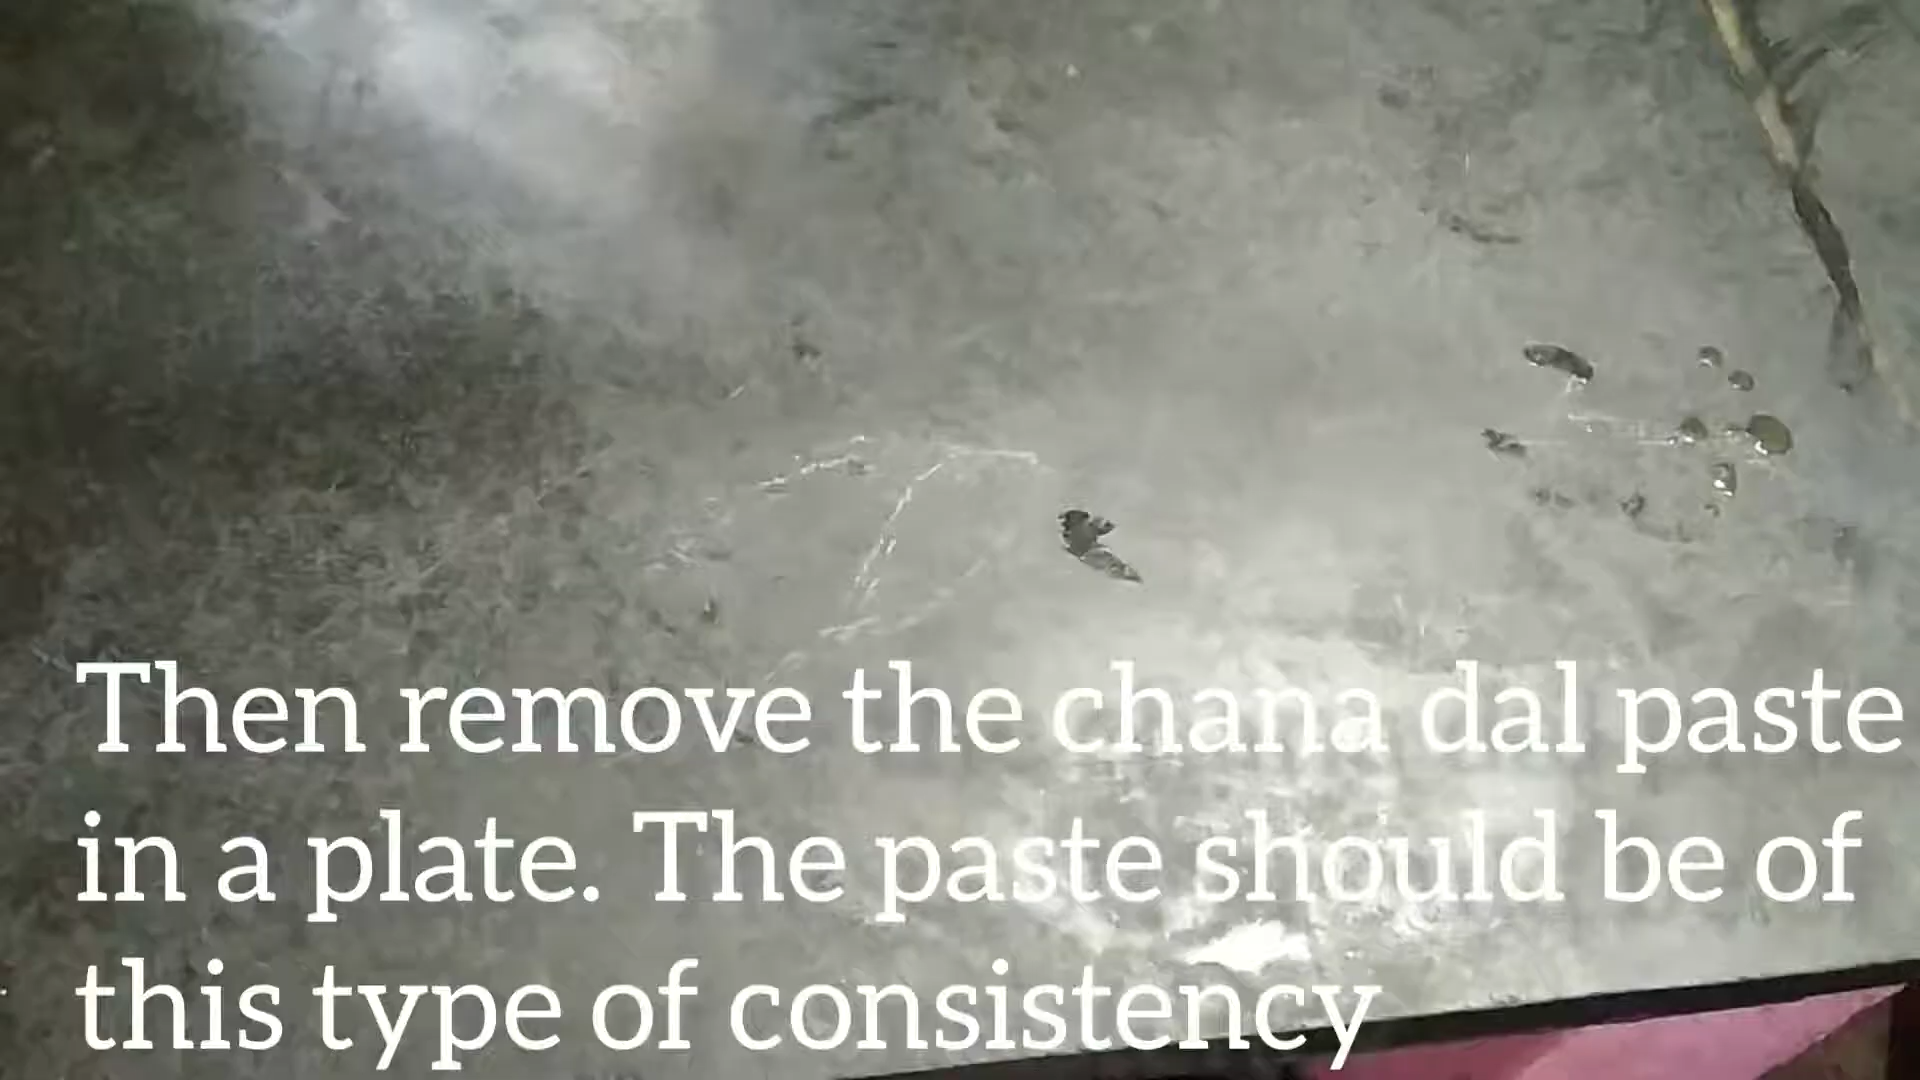 Then remove the chana dal paste
in a plate. The paste should be of
this type of consistency